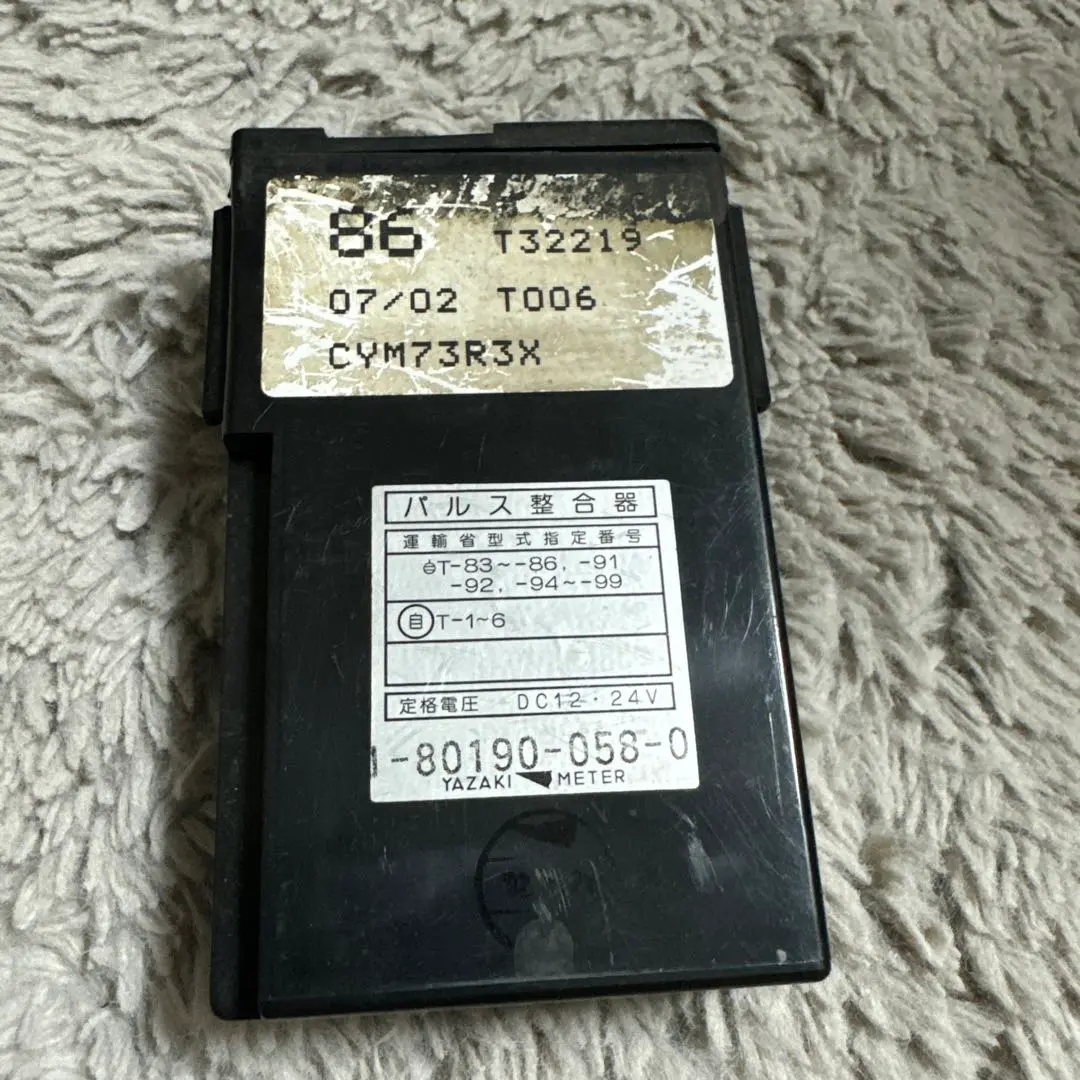 86 T32219
07/02 T006
CYM73R3X
パルス整合器
運輸省型式指定番号
T-83~-86, -91
-92, -94~-99
自T-1~6
定格電圧 DC12・24V
1-80190-058-0
YAZAKI METER